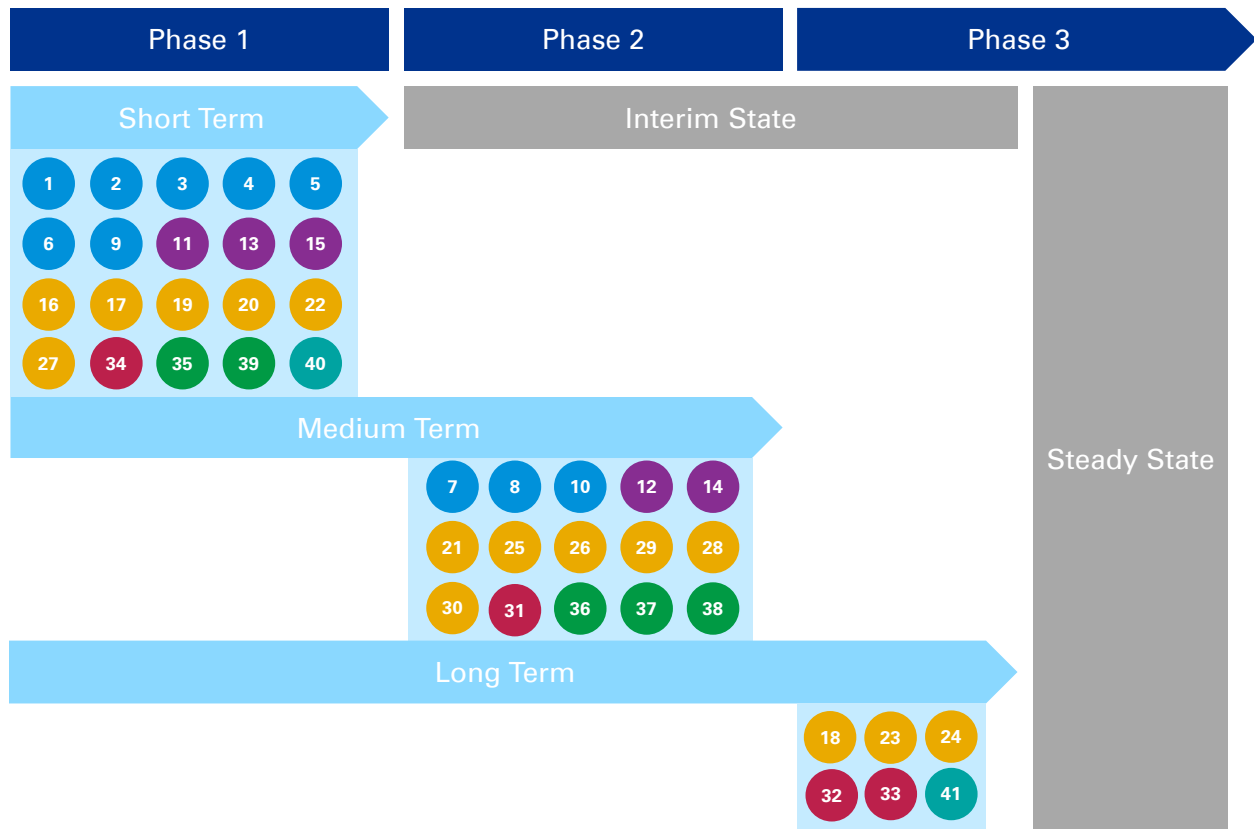 Phase 1 Phase 2 Phase 3
Short Term Interim State
1 2 3 4 5
6 9 11 13 15
16 17 19 20 22
27 34 35 39 40
Medium Term
Steady State
7 8 10 12 14
21 25 26 29 28
30 31 36 37 38
Long Term
18 23 24
32 33 41